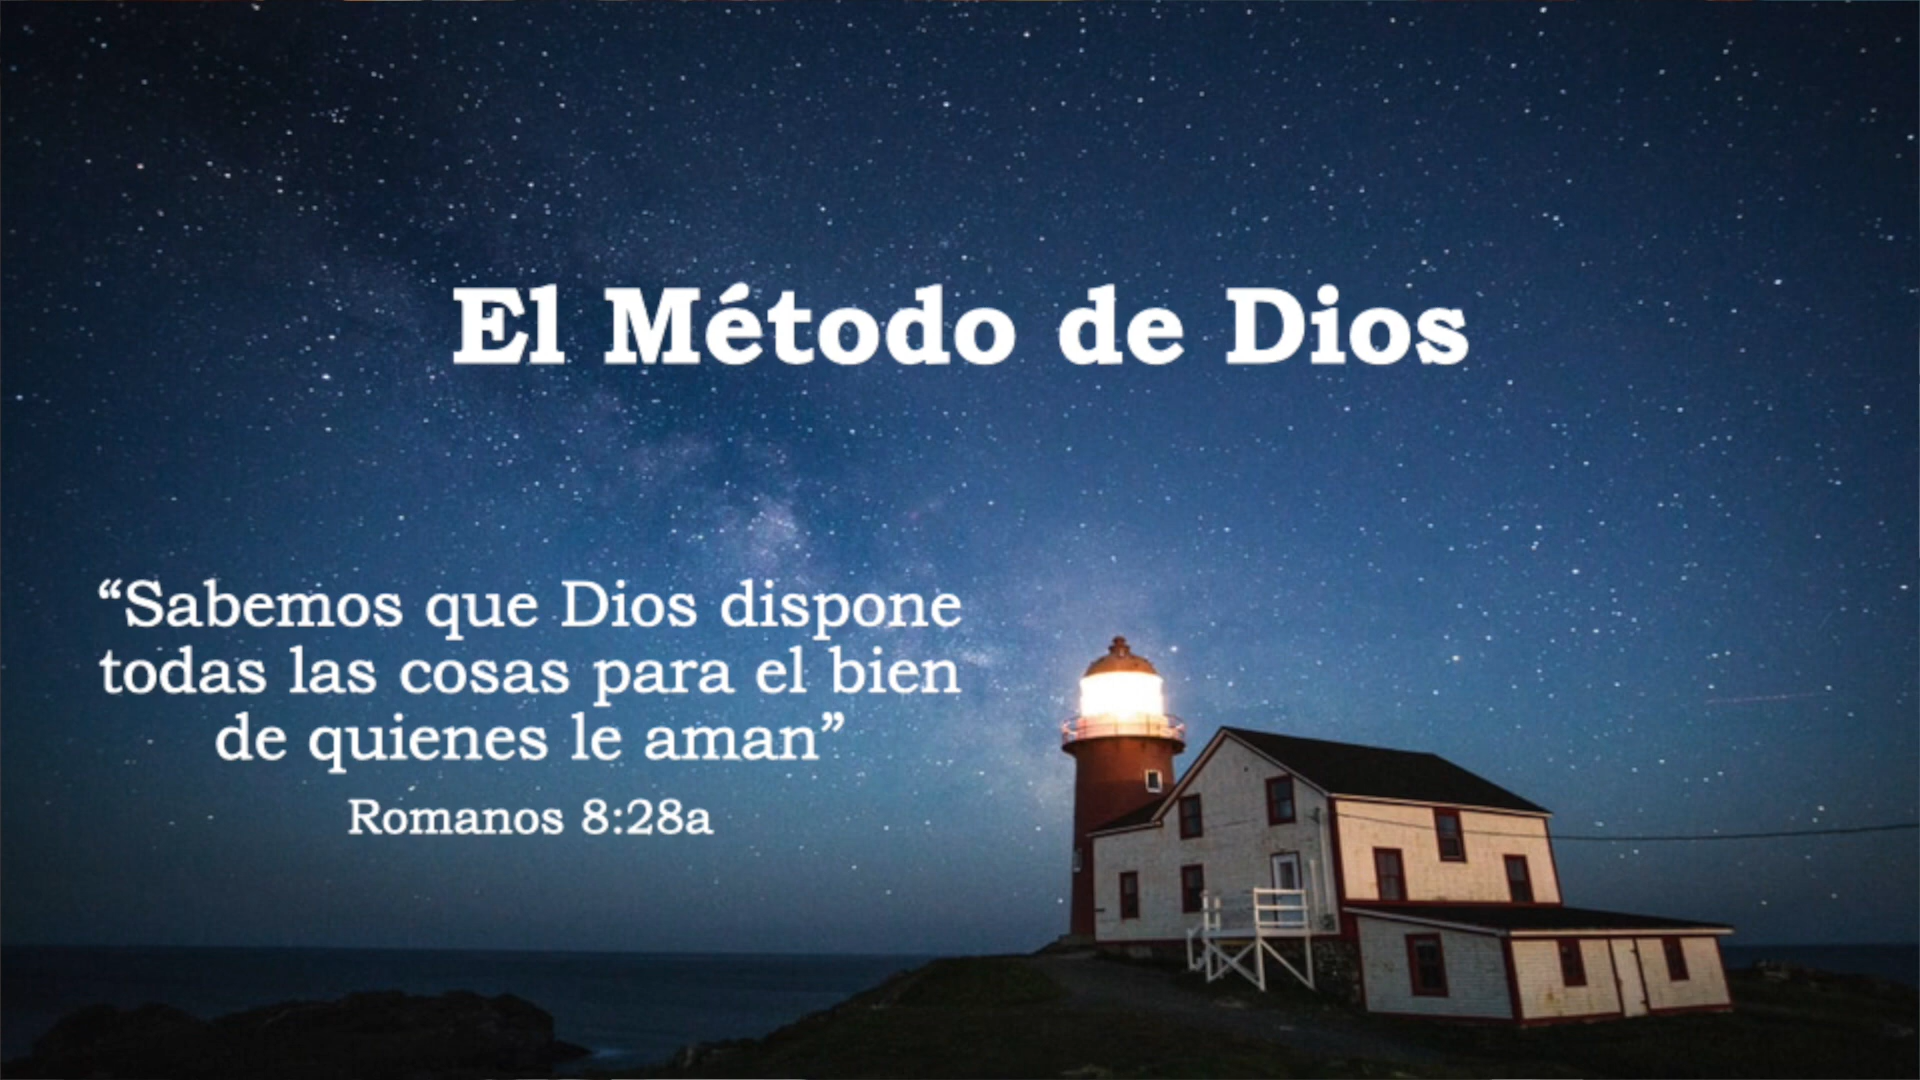 El Método de Dios
“Sabemos que Dios dispone
todas las cosas para el bien
de quienes le aman”
Romanos 8:28a